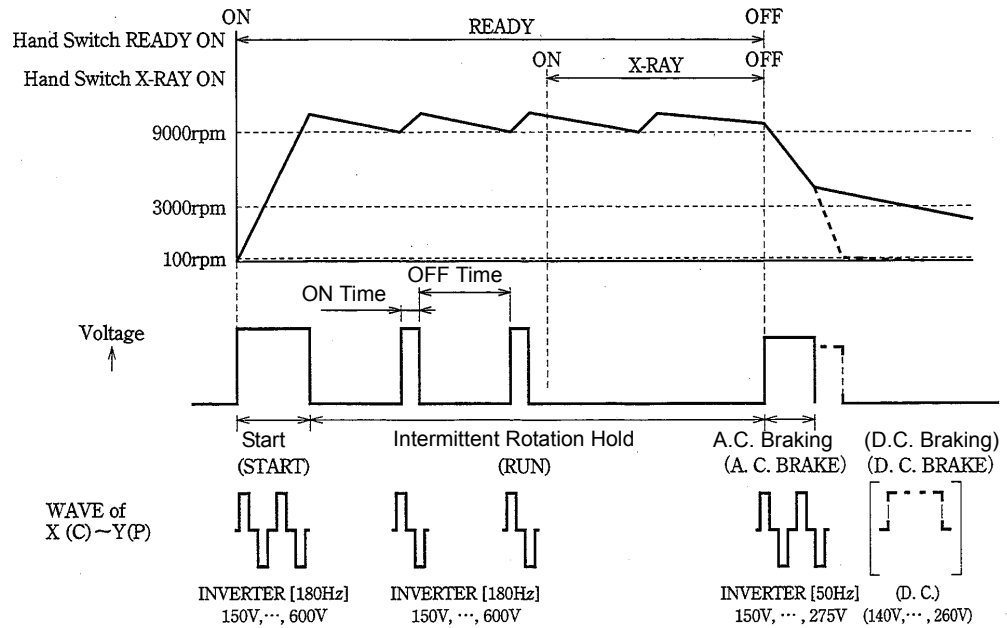 ON
OFF
READY
Hand Switch READY ON
ON
OFF
X-RAY
Hand Switch X-RAY ON
9000rpm
3000rpm
100rpm
OFF Time
ON Time
Voltage
Start
Intermittent Rotation Hold
A.C. Braking
(D.C. Braking)
(START)
(RUN)
(A. C. BRAKE)
(D. C. BRAKE)
WAVE of
X (C)~Y(P)
INVERTER [180Hz]
INVERTER [180Hz]
INVERTER [50Hz]
(D. C.)
150V,⋯,600V
150V,⋯,600V
150V,⋯,275V
(140V,⋯,260V)